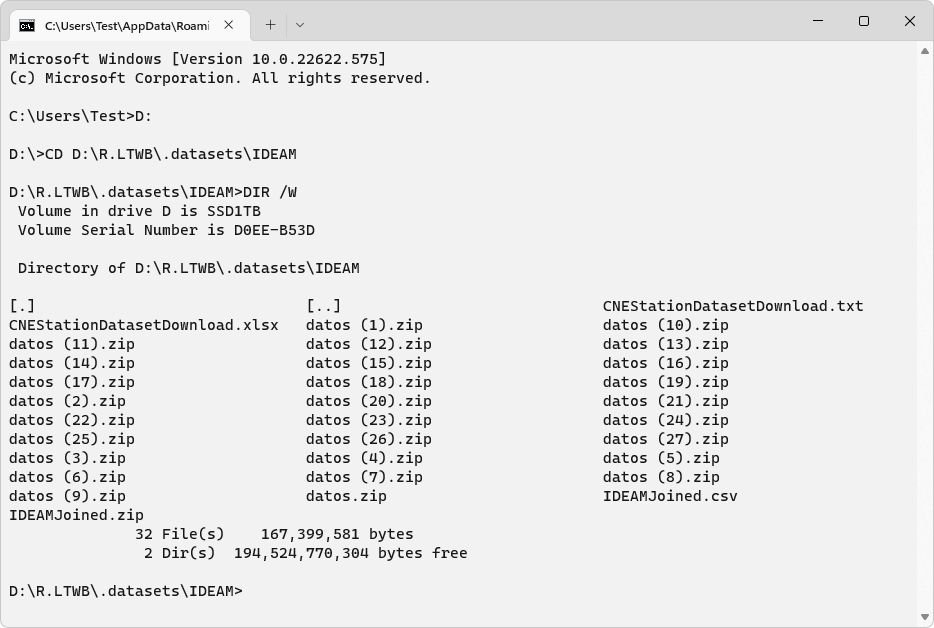 C:\Users\Test\AppData\Roami
Microsoft Windows [Version 10.0.22622.575]
(c) Microsoft Corporation. All rights reserved.
C:\Users\Test>D:
D:\>CD D:\R.LTWB\.datasets\IDEAM
D:\R.LTWB\.datasets\IDEAM>DIR /W
 Volume in drive D is SSD1TB
 Volume Serial Number is D0EE-B53D
 Directory of D:\R.LTWB\.datasets\IDEAM
[.]                              [..]                             CNEStationDatasetDownload.txt
CNEStationDatasetDownload.xlsx   datos (1).zip                    datos (10).zip
datos (11).zip                   datos (12).zip                   datos (13).zip
datos (14).zip                   datos (15).zip                   datos (16).zip
datos (17).zip                   datos (18).zip                   datos (19).zip
datos (2).zip                    datos (20).zip                   datos (21).zip
datos (22).zip                   datos (23).zip                   datos (24).zip
datos (25).zip                   datos (26).zip                   datos (27).zip
datos (3).zip                    datos (4).zip                    datos (5).zip
datos (6).zip                    datos (7).zip                    datos (8).zip
datos (9).zip                    datos.zip                        IDEAMJoined.csv
IDEAMJoined.zip
              32 File(s)    167,399,581 bytes
               2 Dir(s)  194,524,770,304 bytes free
D:\R.LTWB\.datasets\IDEAM>